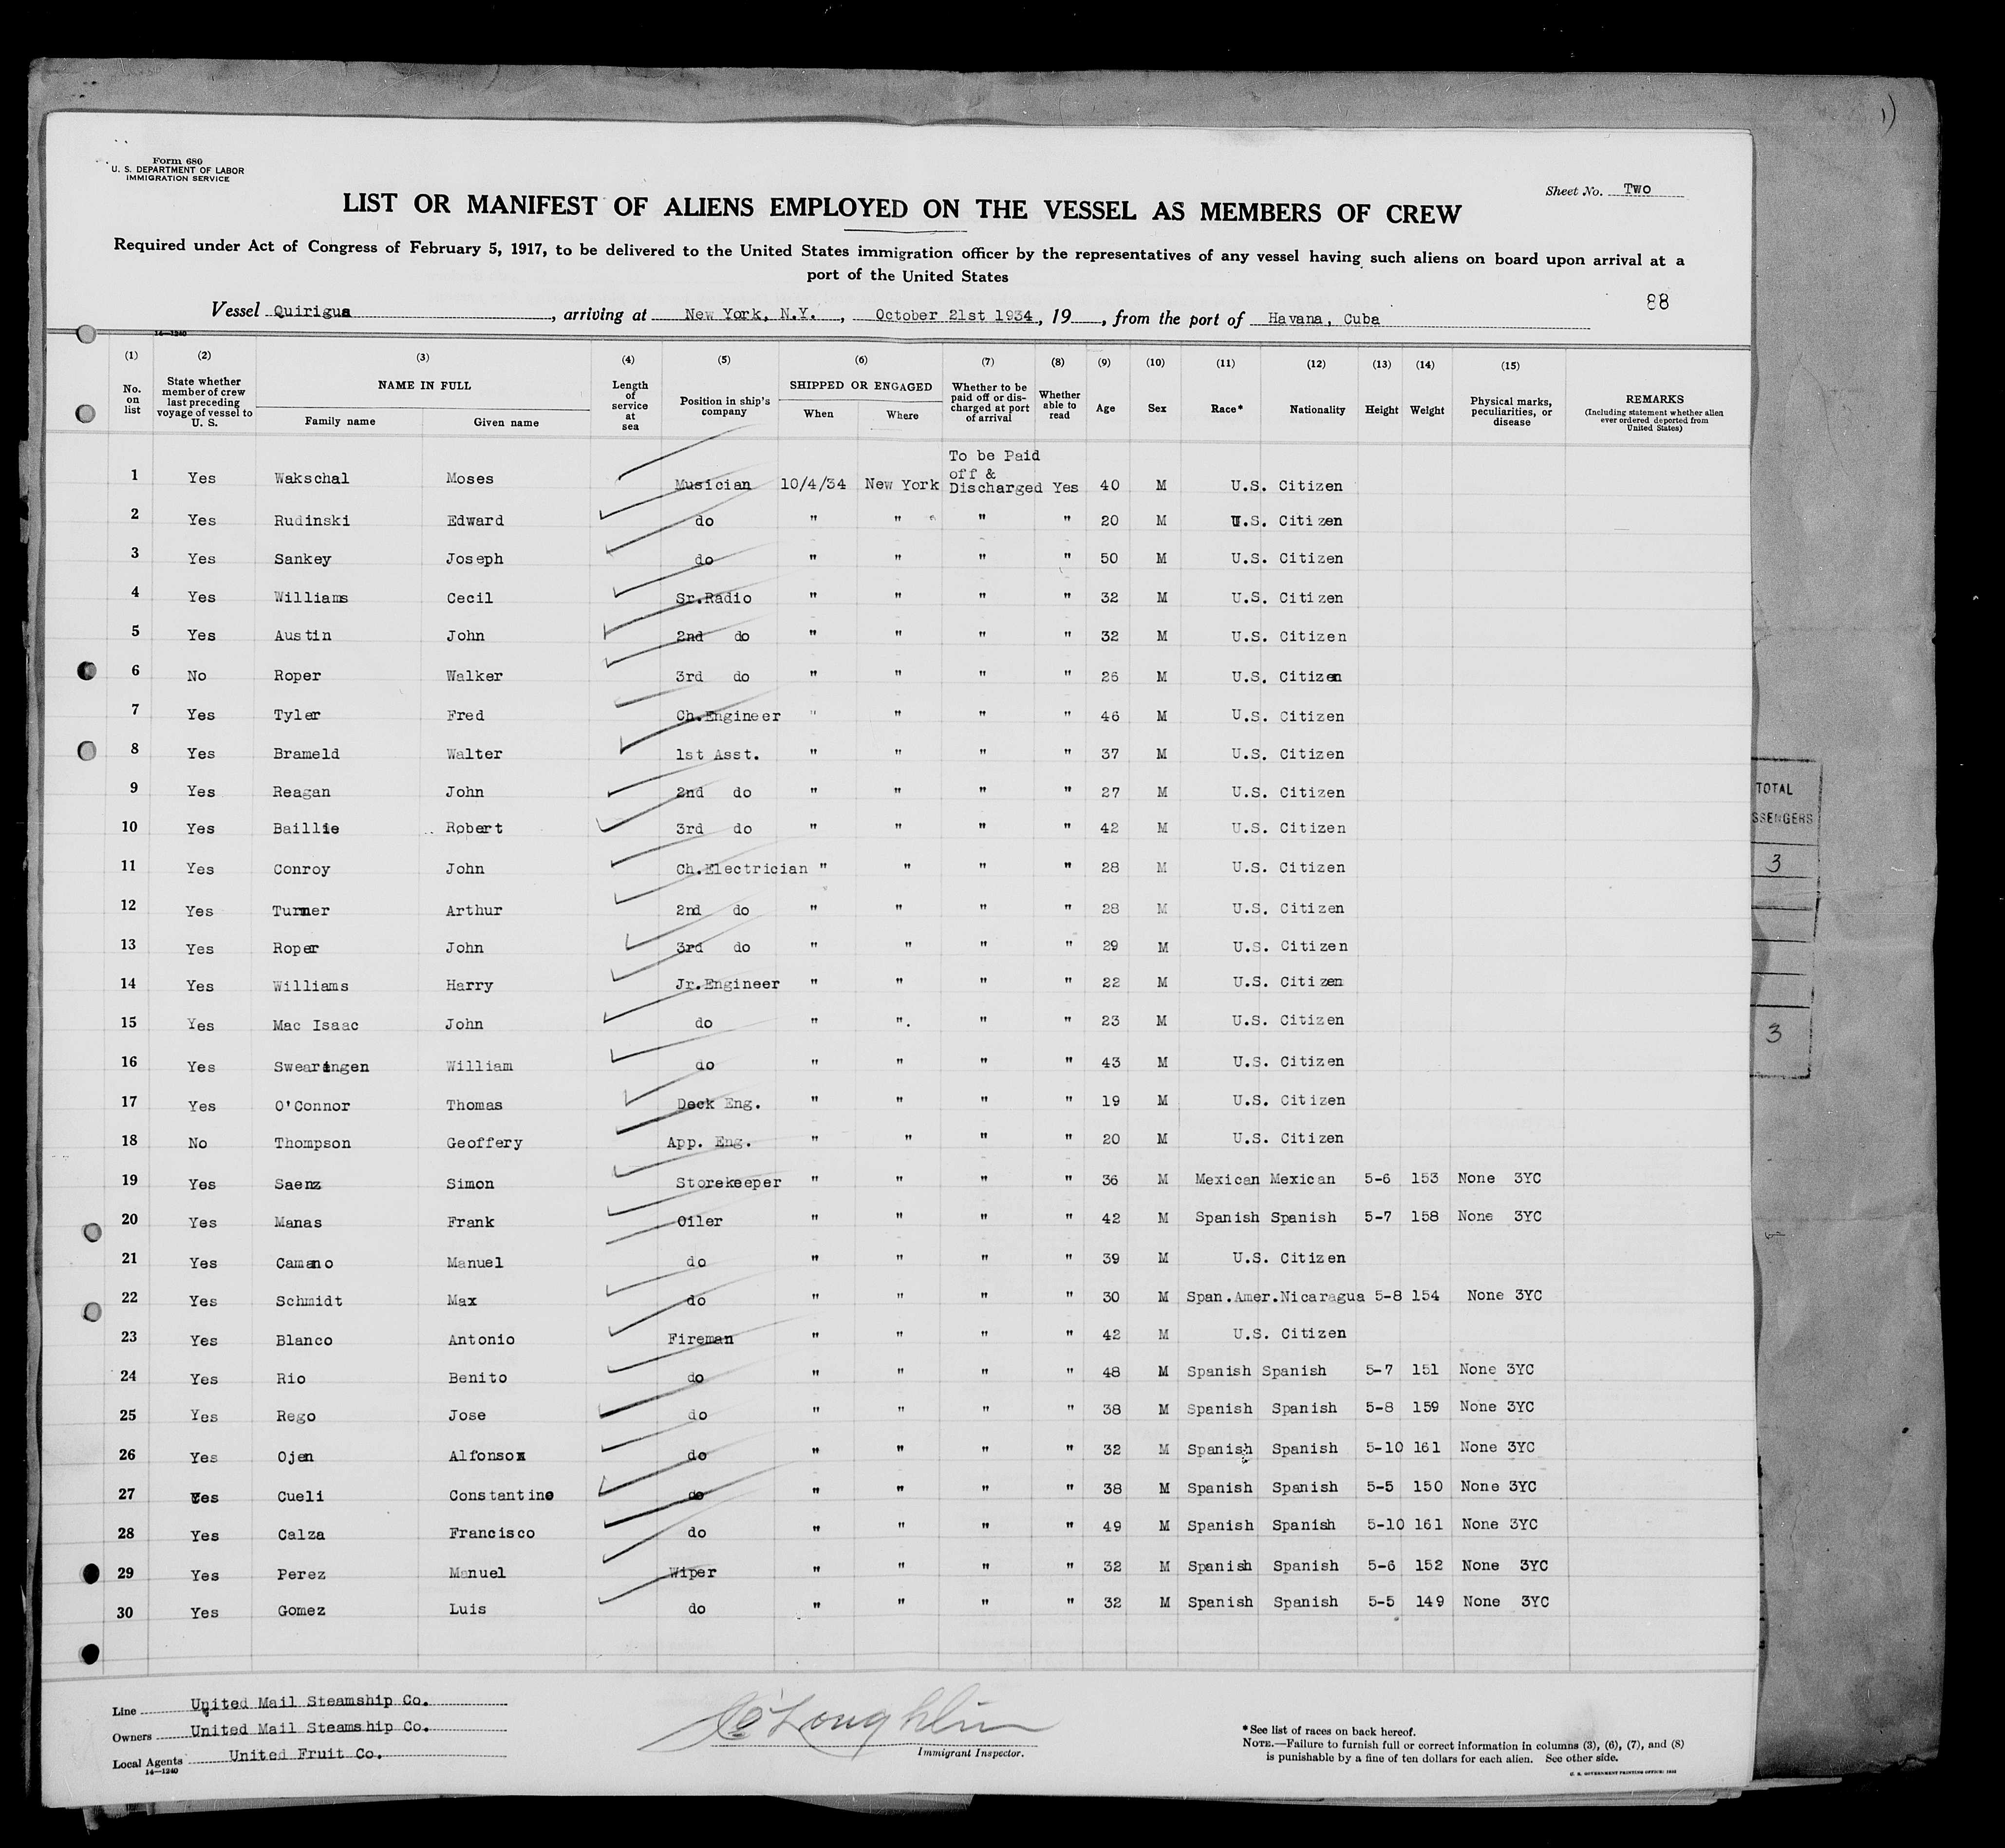 Form 680
U. S. DEPARTMENT OF LABOR
IMMIGRATION SERVICE
Sheet No. Two
LIST OR MANIFEST OF ALIENS EMPLOYED ON THE VESSEL AS MEMBERS OF CREW
Required under Act of Congress of February 5, 1917, to be delivered to the United States immigration officer by the representatives of any vessel having such aliens on board upon arrival at a
port of the United States
88
Vessel Quirigua, arriving at New York, N.Y., October 21st 1934, 19, from the port of Havana, Cuba
14—1240
(1) (2) (3) (4) (5) (6) (7) (8) (9) (10) (11) (12) (13) (14) (15)
No. on list | State whether member of crew last preceding voyage of vessel to U. S. | NAME IN FULL | Family name | Given name | Length of service at sea | Position in ship's company | SHIPPED OR ENGAGED | When | Where | Whether to be paid off or discharged at port of arrival | Whether able to read | Age | Sex | Race* | Nationality | Height | Weight | Physical marks, peculiarities, or disease | REMARKS (Including statement whether alien ever ordered deported from United States)
1 Yes Wakschal Moses Musician 10/4/34 New York To be Paid off & Discharged Yes 40 M U.S. Citizen
2 Yes Rudinski Edward do " " " " 20 M U.S. Citizen
3 Yes Sankey Joseph do " " " " 50 M U.S. Citizen
4 Yes Williams Cecil Sr.Radio " " " " 32 M U.S. Citizen
5 Yes Austin John 2nd do " " " " 32 M U.S. Citizen
6 No Roper Walker 3rd do " " " " 26 M U.S. Citizen
7 Yes Tyler Fred Ch.Engineer " " " " 46 M U.S. Citizen
8 Yes Brameld Walter 1st Asst. " " " " 37 M U.S. Citizen
9 Yes Reagan John 2nd do " " " " 27 M U.S. Citizen
10 Yes Baillie Robert 3rd do " " " " 42 M U.S. Citizen
11 Yes Conroy John Ch.Electrician " " " " 28 M U.S. Citizen
12 Yes Turner Arthur 2nd do " " " " 28 M U.S. Citizen
13 Yes Roper John 3rd do " " " " 29 M U.S. Citizen
14 Yes Williams Harry Jr.Engineer " " " " 22 M U.S. Citizen
15 Yes Mac Isaac John do " ". " " 23 M U.S. Citizen
16 Yes Swearingen William do " " " " 43 M U.S. Citizen
17 Yes O'Connor Thomas Deck Eng. " " " " 19 M U.S. Citizen
18 No Thompson Geoffery App. Eng. " " " " 20 M U.S. Citizen
19 Yes Saenz Simon Storekeeper " " " " 36 M Mexican Mexican 5-6 153 None 3YC
20 Yes Manas Frank Oiler " " " " 42 M Spanish Spanish 5-7 158 None 3YC
21 Yes Camano Manuel do " " " " 39 M U.S. Citizen
22 Yes Schmidt Max do " " " " 30 M Span.Amer.Nicaragua 5-8 154 None 3YC
23 Yes Blanco Antonio Fireman " " " " 42 M U.S. Citizen
24 Yes Rio Benito do " " " " 48 M Spanish Spanish 5-7 151 None 3YC
25 Yes Rego Jose do " " " " 38 M Spanish Spanish 5-8 159 None 3YC
26 Yes Ojen Alfonsox do " " " " 32 M Spanish Spanish 5-10 161 None 3YC
27 Yes Cueli Constantino do " " " " 38 M Spanish Spanish 5-5 150 None 3YC
28 Yes Calza Francisco do " " " " 49 M Spanish Spanish 5-10 161 None 3YC
29 Yes Perez Manuel Wiper " " " " 32 M Spanish Spanish 5-6 152 None 3YC
30 Yes Gomez Luis do " " " " 32 M Spanish Spanish 5-5 149 None 3YC
TOTAL
SSENGERS
3
3
Line United Mail Steamship Co.
Owners United Mail Steamship Co.
Local Agents United Fruit Co.
14—1240
O'Loughlin
Immigrant Inspector.
*See list of races on back hereof.
NOTE.—Failure to furnish full or correct information in columns (3), (6), (7), and (8)
is punishable by a fine of ten dollars for each alien. See other side.